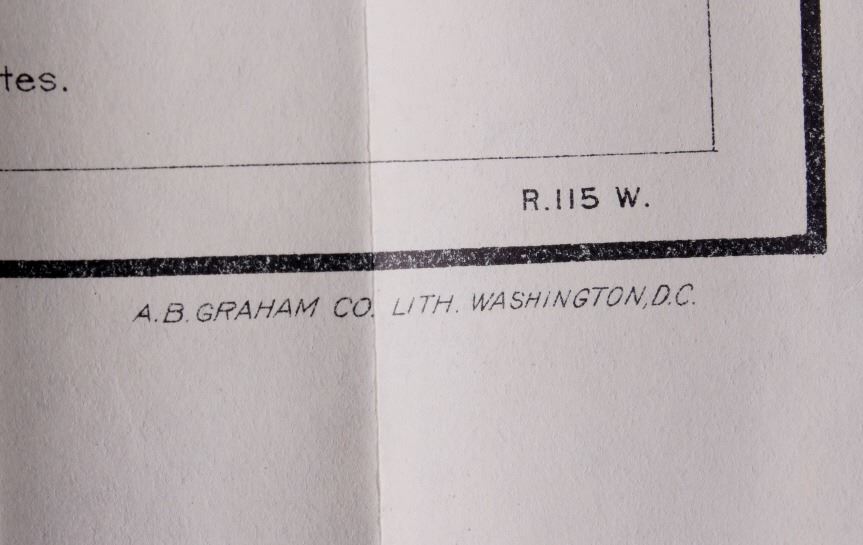 tes.
R.115 W.
A.B. GRAHAM CO. LITH. WASHINGTON, D.C.